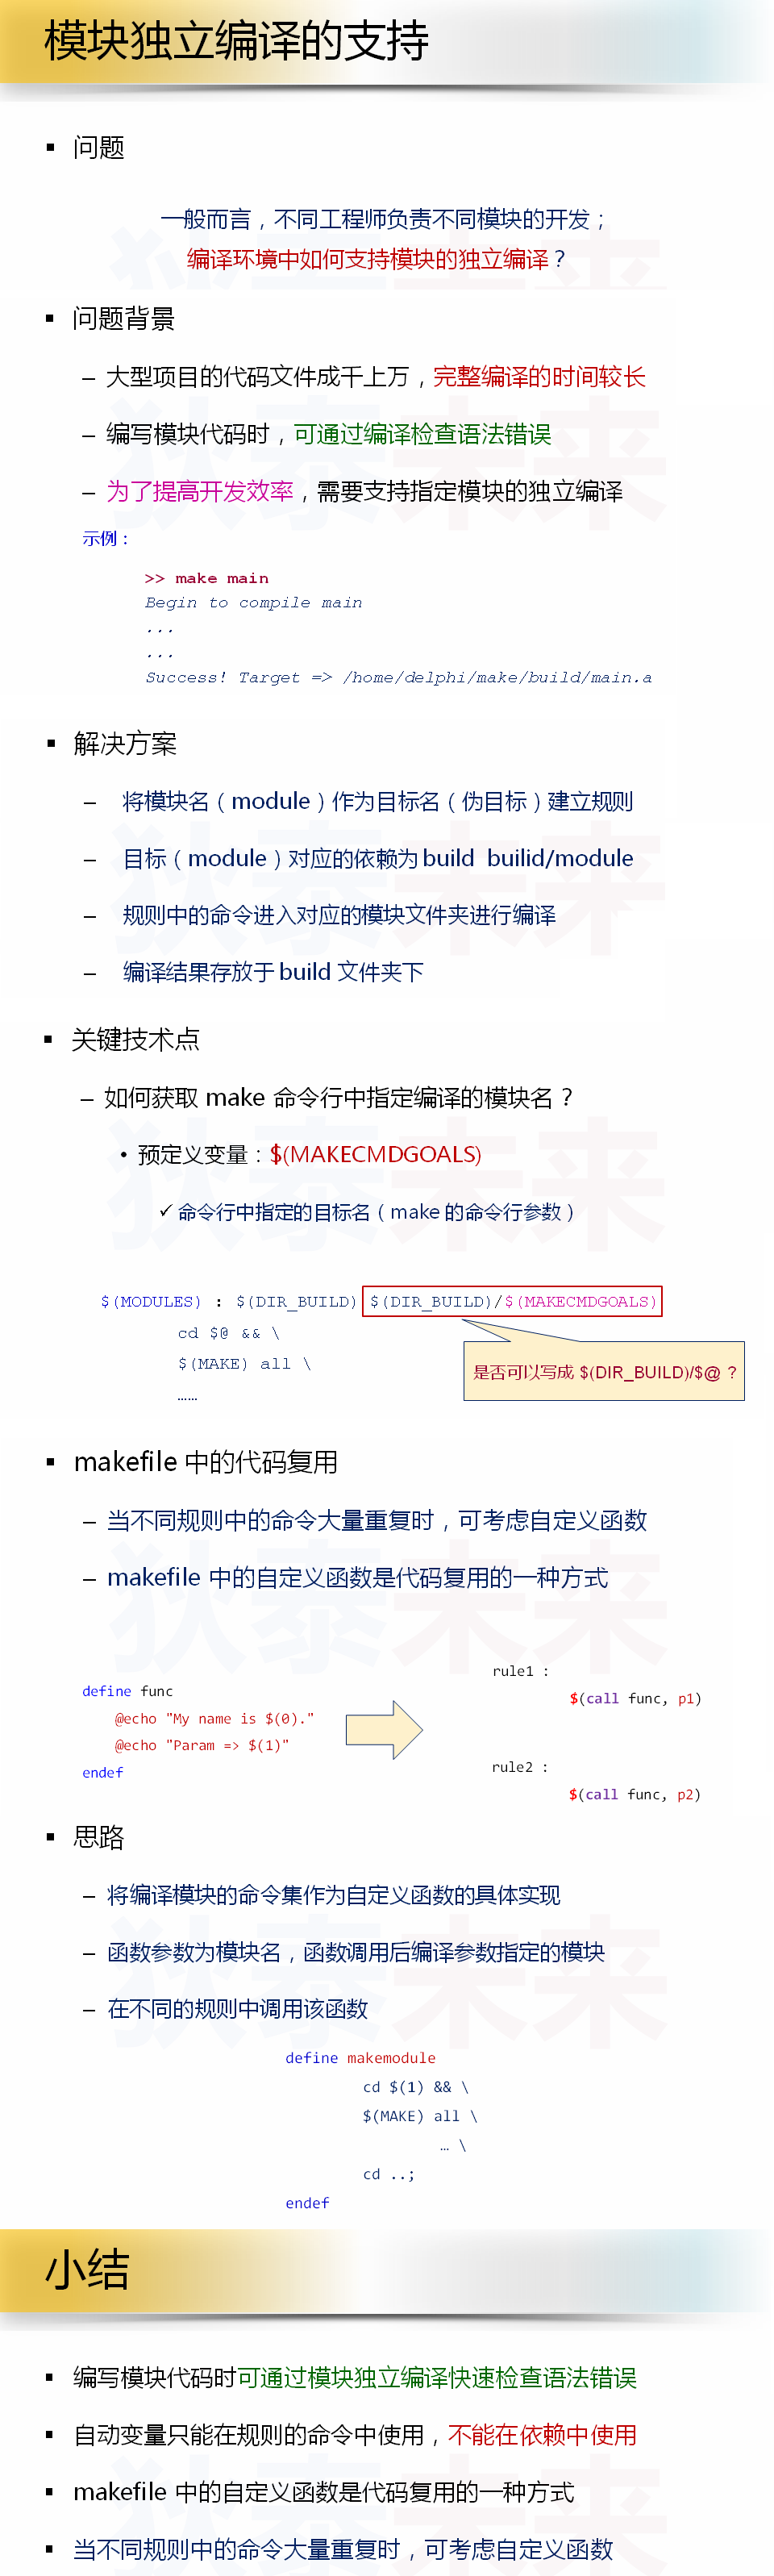 模块独立编译的支持
▪ 问题
一般而言，不同工程师负责不同模块的开发；
编译环境中如何支持模块的独立编译？
▪ 问题背景
– 大型项目的代码文件成千上万，完整编译的时间较长
– 编写模块代码时，可通过编译检查语法错误
– 为了提高开发效率，需要支持指定模块的独立编译
示例：
>> make main
Begin to compile main
...
...
Success! Target => /home/delphi/make/build/main.a
▪ 解决方案
– 将模块名（module）作为目标名（伪目标）建立规则
– 目标（module）对应的依赖为 build builid/module
– 规则中的命令进入对应的模块文件夹进行编译
– 编译结果存放于 build 文件夹下
▪ 关键技术点
– 如何获取 make 命令行中指定编译的模块名？
• 预定义变量：$(MAKECMDGOALS)
✓ 命令行中指定的目标名（make 的命令行参数）
$(MODULES) : $(DIR_BUILD) $(DIR_BUILD)/$(MAKECMDGOALS)
cd $@ && \
$(MAKE) all \
……
是否可以写成 $(DIR_BUILD)/$@ ?
▪ makefile 中的代码复用
– 当不同规则中的命令大量重复时，可考虑自定义函数
– makefile 中的自定义函数是代码复用的一种方式
define func
@echo "My name is $(0)."
@echo "Param => $(1)"
endef
rule1 :
$(call func, p1)
rule2 :
$(call func, p2)
▪ 思路
– 将编译模块的命令集作为自定义函数的具体实现
– 函数参数为模块名，函数调用后编译参数指定的模块
– 在不同的规则中调用该函数
define makemodule
cd $(1) && \
$(MAKE) all \
… \
cd ..;
endef
小结
▪ 编写模块代码时可通过模块独立编译快速检查语法错误
▪ 自动变量只能在规则的命令中使用，不能在依赖中使用
▪ makefile 中的自定义函数是代码复用的一种方式
▪ 当不同规则中的命令大量重复时，可考虑自定义函数
狄泰未来